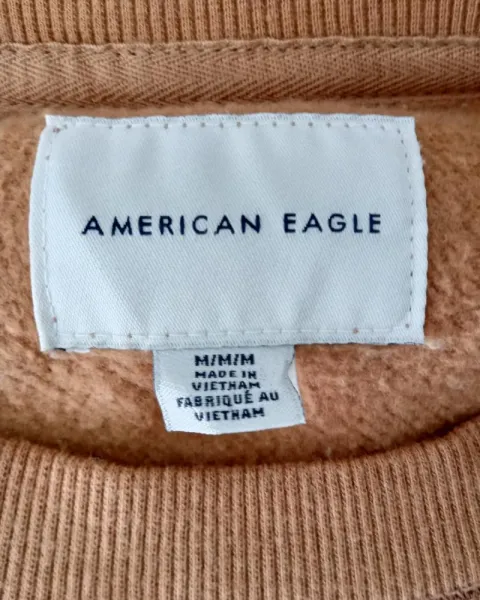 AMERICAN EAGLE
M/M/M
MADE IN
VIETNAM
FABRIQUÉ AU
VIETNAM